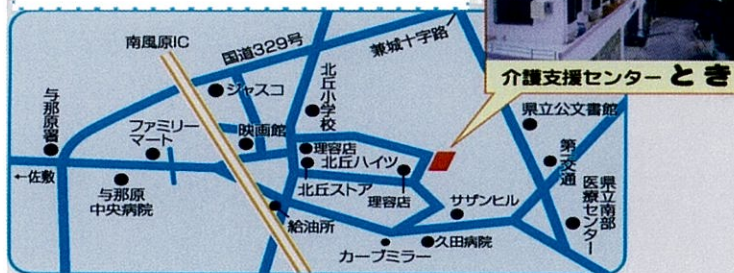 南風原IC
国道329号
兼城十字路
介護支援センター とき
与那原署
ファミリー
マート
ジャスコ
映画館
北丘小学校
県立公文書館
理容店
北丘ハイツ
第一交通
←佐敷
与那原
中央病院
北丘ストア
理容店
サザンヒル
県立南部
医療センター
給油所
カーブミラー
久田病院